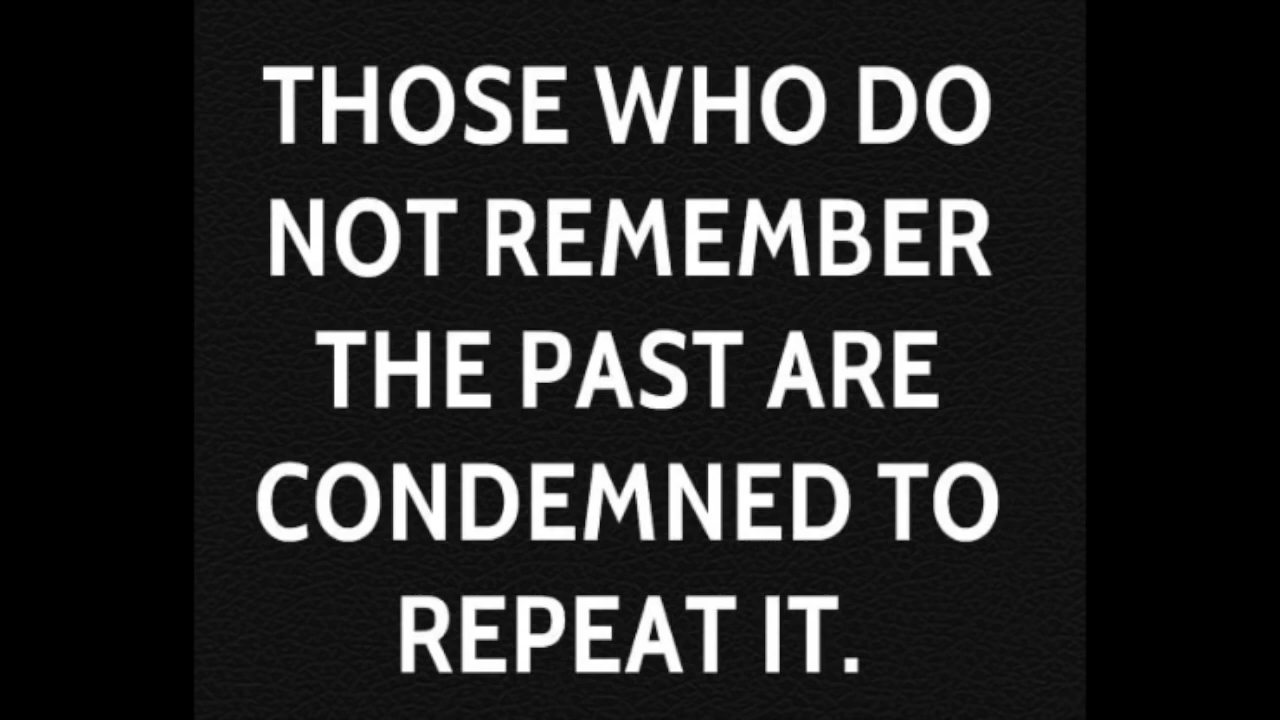 THOSE WHO DO
NOT REMEMBER
THE PAST ARE
CONDEMNED TO
REPEAT IT.